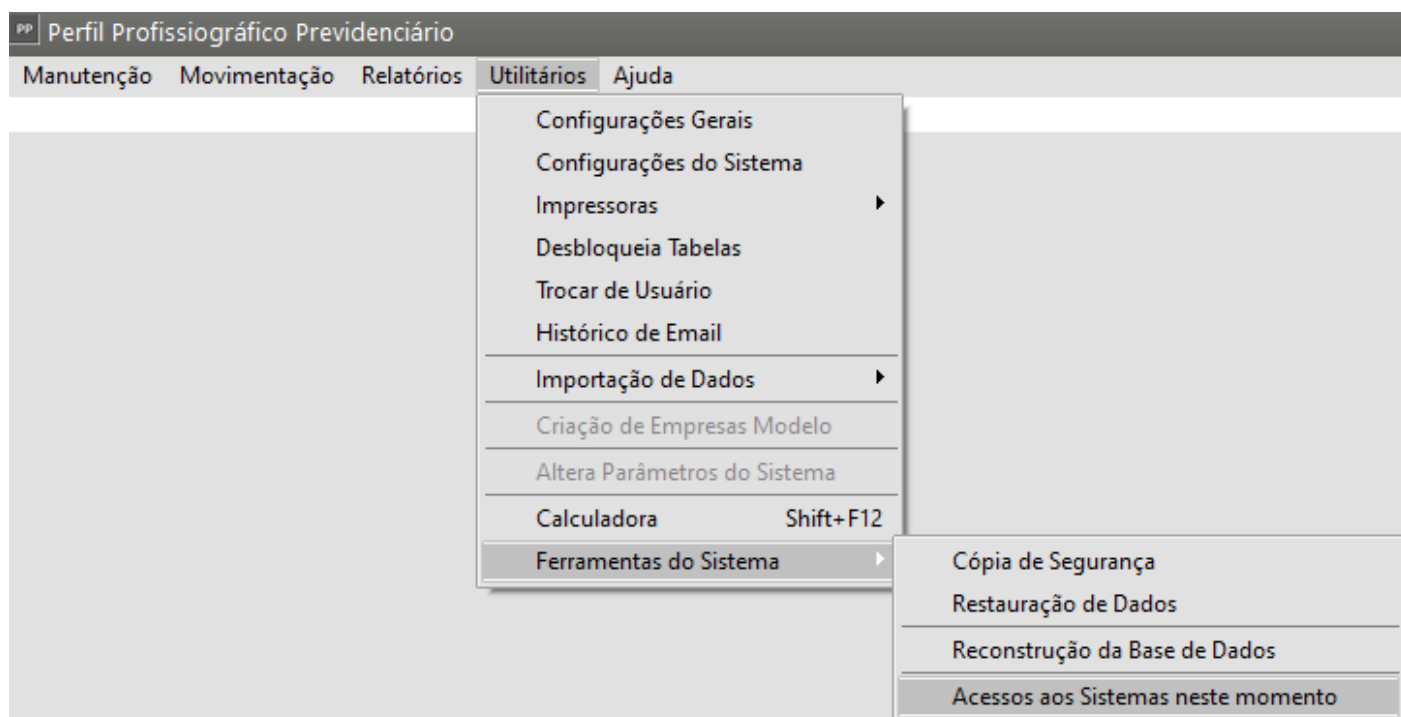 PP Perfil Profissiográfico Previdenciário
Manutenção Movimentação Relatórios Utilitários Ajuda
Configurações Gerais
Configurações do Sistema
Impressoras
Desbloqueia Tabelas
Trocar de Usuário
Histórico de Email
Importação de Dados
Criação de Empresas Modelo
Altera Parâmetros do Sistema
Calculadora Shift+F12
Ferramentas do Sistema
Cópia de Segurança
Restauração de Dados
Reconstrução da Base de Dados
Acessos aos Sistemas neste momento